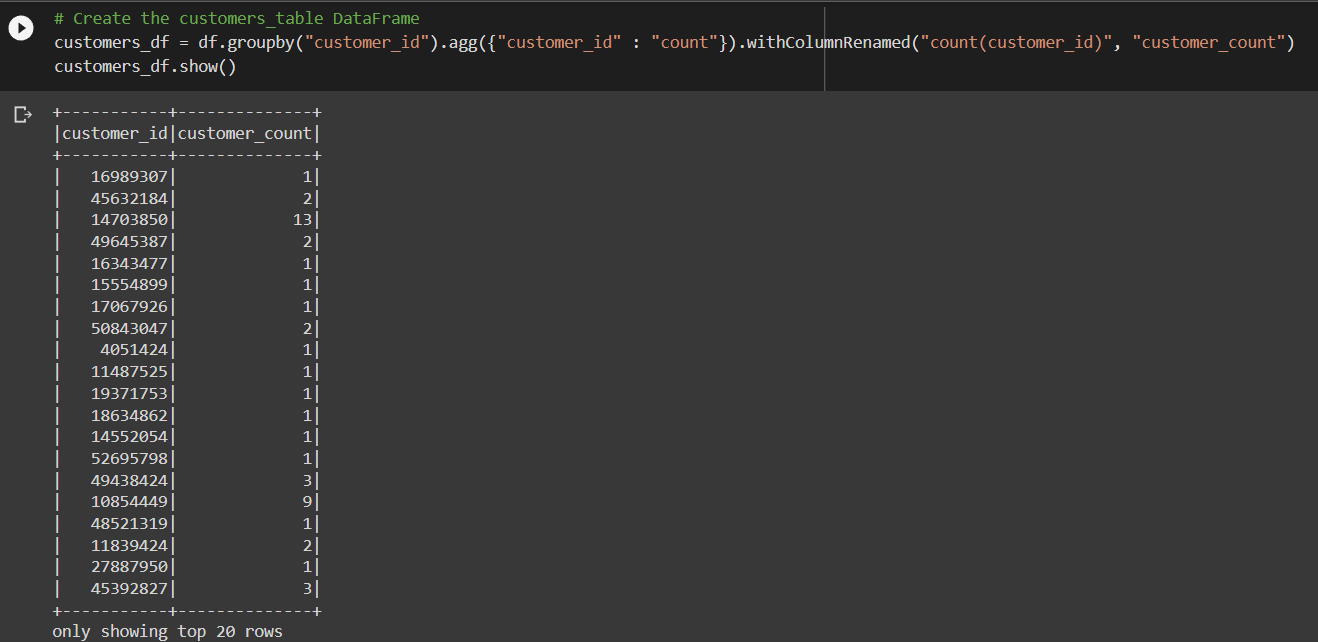 # Create the customers_table DataFrame
customers_df = df.groupby("customer_id").agg({"customer_id" : "count"}).withColumnRenamed("count(customer_id)", "customer_count")
customers_df.show()
+-----------+--------------+
|customer_id|customer_count|
+-----------+--------------+
|   16989307|             1|
|   45632184|             2|
|   14703850|            13|
|   49645387|             2|
|   16343477|             1|
|   15554899|             1|
|   17067926|             1|
|   50843047|             2|
|    4051424|             1|
|   11487525|             1|
|   19371753|             1|
|   18634862|             1|
|   14552054|             1|
|   52695798|             1|
|   49438424|             3|
|   10854449|             9|
|   48521319|             1|
|   11839424|             2|
|   27887950|             1|
|   45392827|             3|
+-----------+--------------+
only showing top 20 rows